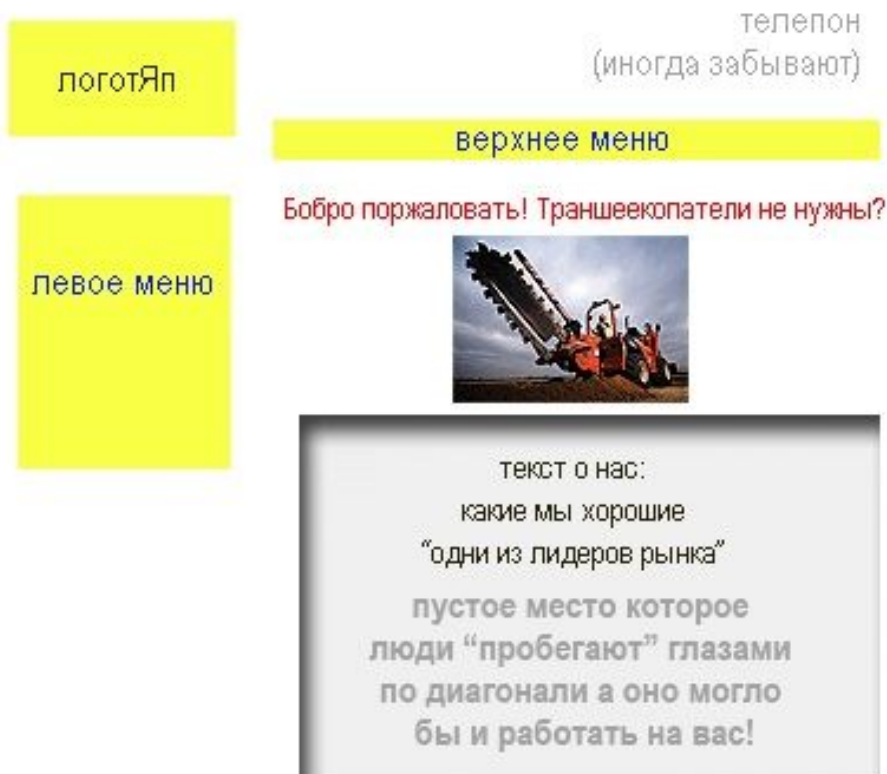 телепон
(иногда забывают)
логотЯп
верхнее меню
Бобро поржаловать! Траншеекопатели не нужны?
левое меню
текст о нас:
какие мы хорошие
“одни из лидеров рынка”
пустое место которое
люди “пробегают” глазами
по диагонали а оно могло
бы и работать на вас!